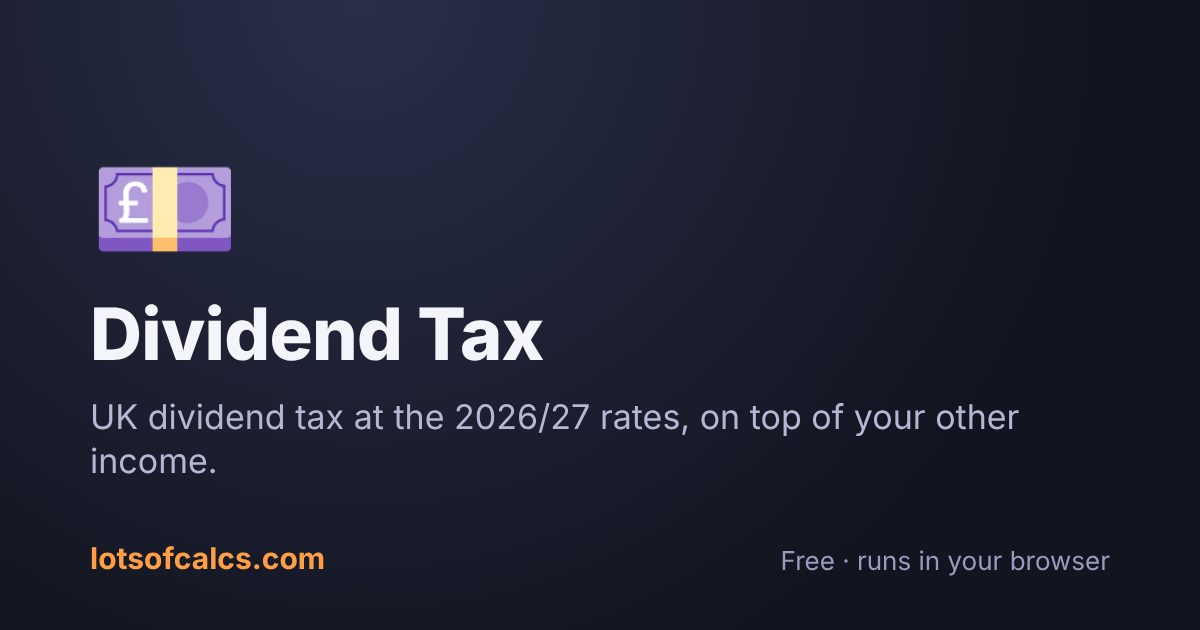 £
Dividend Tax
UK dividend tax at the 2026/27 rates, on top of your other
income.
lotsofcalcs.com
Free · runs in your browser